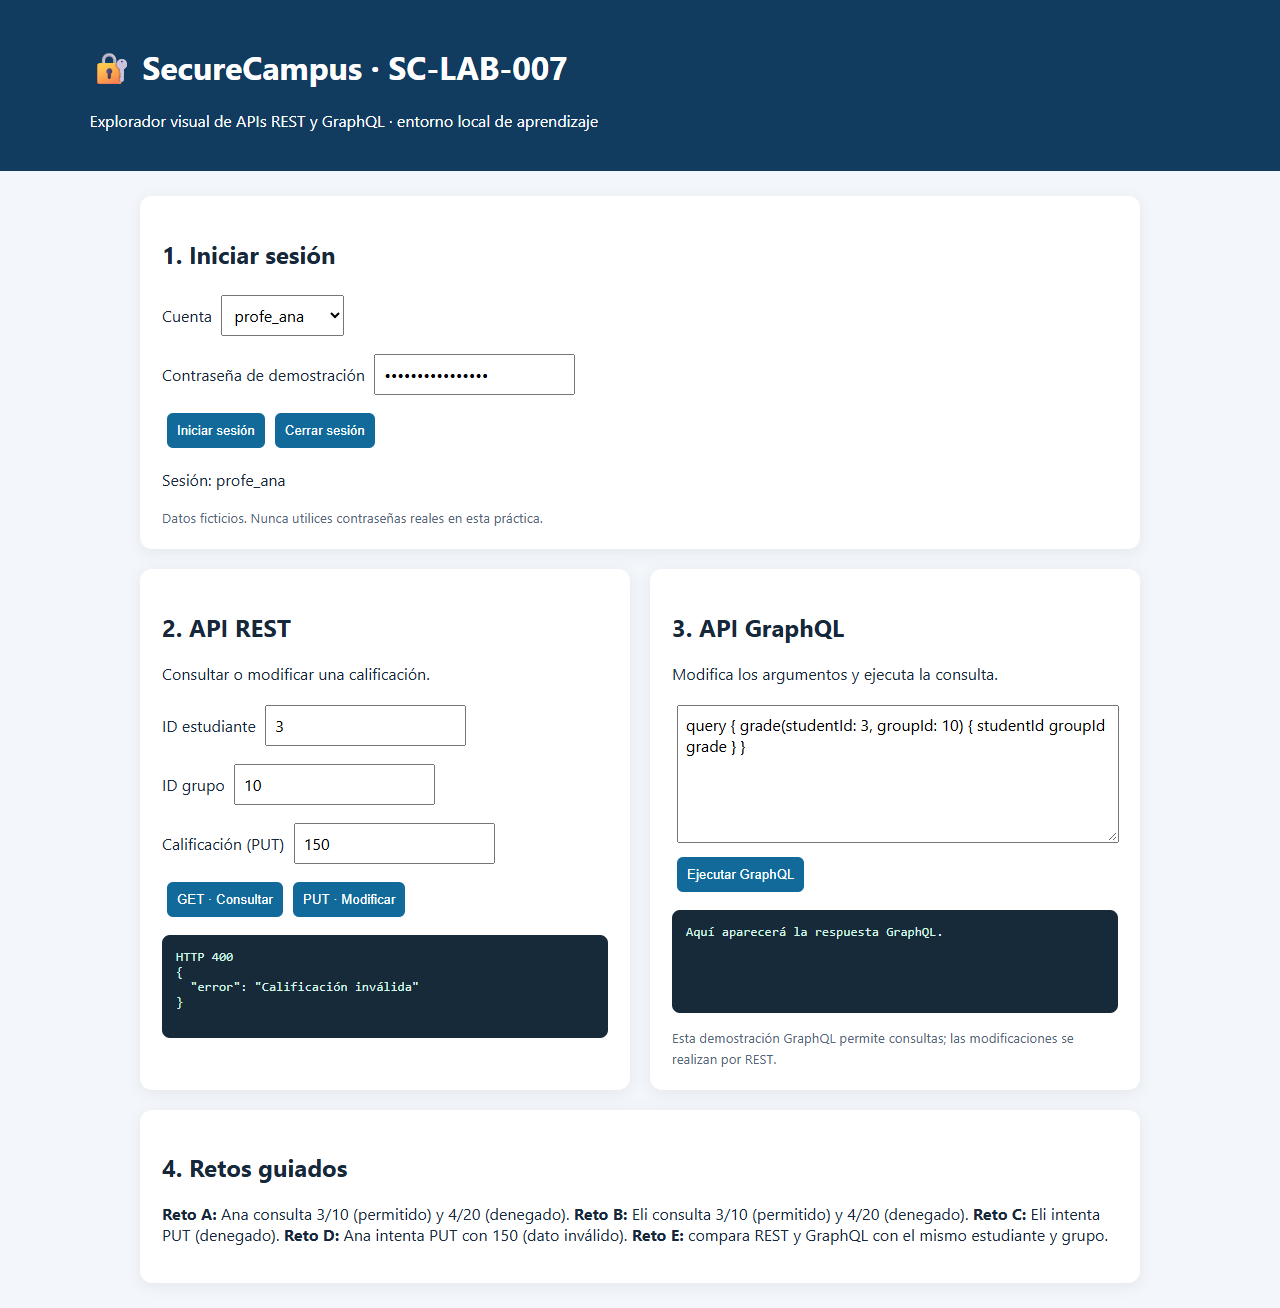 🔐 SecureCampus · SC-LAB-007
Explorador visual de APIs REST y GraphQL · entorno local de aprendizaje
1. Iniciar sesión
Cuenta profe_ana
Contraseña de demostración ••••••••••••••••
Iniciar sesión Cerrar sesión
Sesión: profe_ana
Datos ficticios. Nunca utilices contraseñas reales en esta práctica.
2. API REST
Consultar o modificar una calificación.
ID estudiante 3
ID grupo 10
Calificación (PUT) 150
GET · Consultar PUT · Modificar
HTTP 400
{
  "error": "Calificación inválida"
}
3. API GraphQL
Modifica los argumentos y ejecuta la consulta.
query { grade(studentId: 3, groupId: 10) { studentId groupId
grade } }
Ejecutar GraphQL
Aquí aparecerá la respuesta GraphQL.
Esta demostración GraphQL permite consultas; las modificaciones se
realizan por REST.
4. Retos guiados
Reto A: Ana consulta 3/10 (permitido) y 4/20 (denegado). Reto B: Eli consulta 3/10 (permitido) y 4/20 (denegado). Reto C: Eli intenta
PUT (denegado). Reto D: Ana intenta PUT con 150 (dato inválido). Reto E: compara REST y GraphQL con el mismo estudiante y grupo.